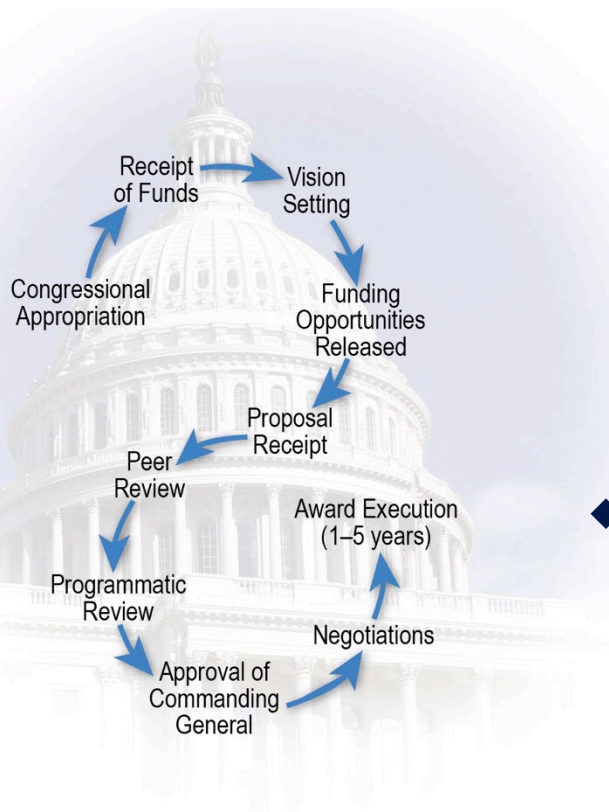 Receipt
of Funds
Vision
Setting
Congressional
Appropriation
Funding
Opportunities
Released
Proposal
Receipt
Peer
Review
Award Execution
(1–5 years)
Programmatic
Review
Negotiations
Approval of
Commanding
General